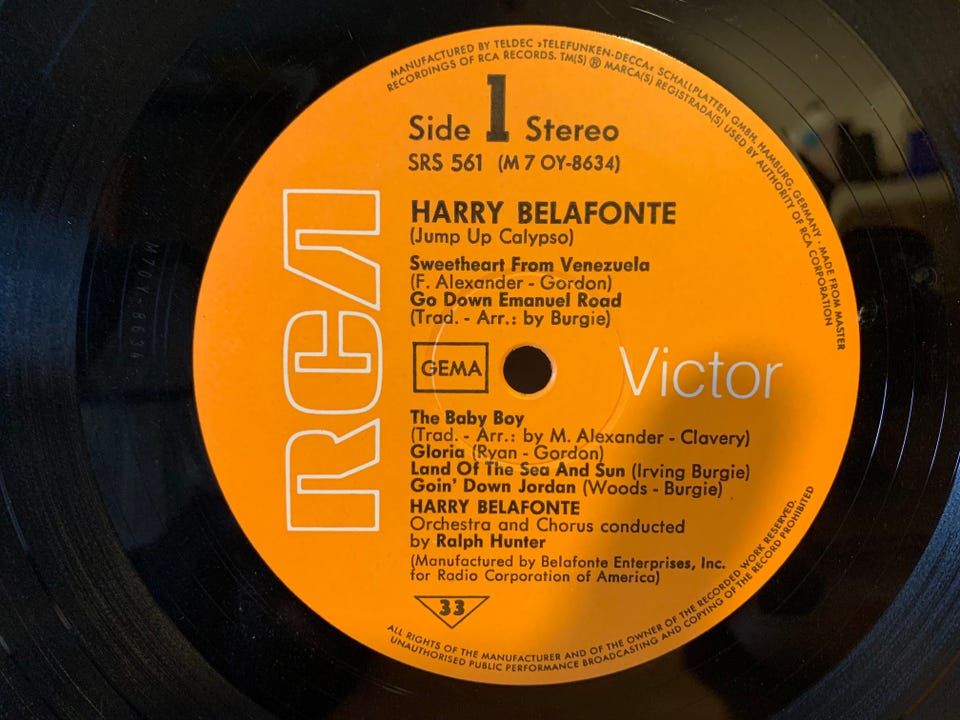 MANUFACTURED BY TELDEC »TELEFUNKEN-DECCA« SCHALLPLATTEN GMBH, HAMBURG, GERMANY · MADE FROM MASTER
RECORDINGS OF RCA RECORDS. TM(S) ® MARCA(S) REGISTRADA(S) USED BY AUTHORITY OF RCA CORPORATION
Side 1 Stereo
SRS 561 (M 7 OY-8634)
HARRY BELAFONTE
(Jump Up Calypso)
Sweetheart From Venezuela
(F. Alexander - Gordon)
Go Down Emanuel Road
(Trad. - Arr.: by Burgie)
GEMA
RCA
Victor
The Baby Boy
(Trad. - Arr.: by M. Alexander - Clavery)
Gloria (Ryan - Gordon)
Land Of The Sea And Sun (Irving Burgie)
Goin' Down Jordan (Woods - Burgie)
HARRY BELAFONTE
Orchestra and Chorus conducted
by Ralph Hunter
(Manufactured by Belafonte Enterprises, Inc.
for Radio Corporation of America)
33
ALL RIGHTS OF THE MANUFACTURER AND OF THE OWNER OF THE RECORDED WORK RESERVED.
UNAUTHORISED PUBLIC PERFORMANCE BROADCASTING AND COPYING OF THE RECORD PROHIBITED
M7OY-8634